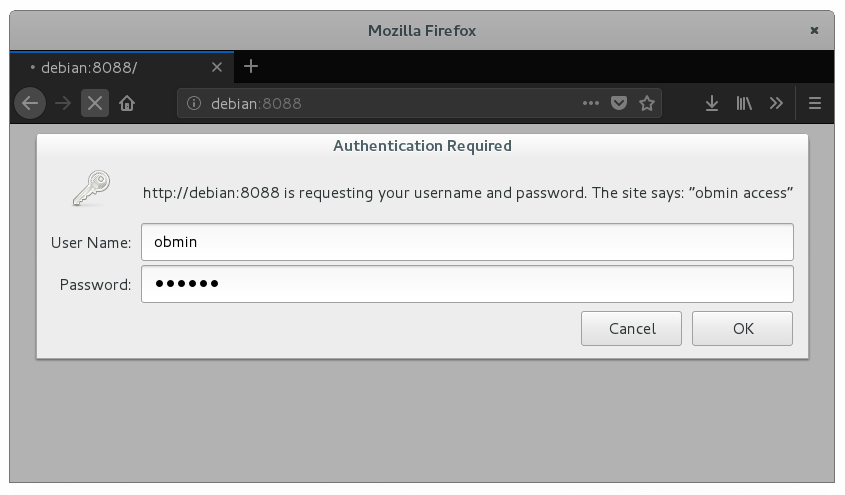 Mozilla Firefox
debian:8088/
debian:8088
Authentication Required
http://debian:8088 is requesting your username and password. The site says: “obmin access”
User Name: obmin
Password: ●●●●●●
Cancel OK